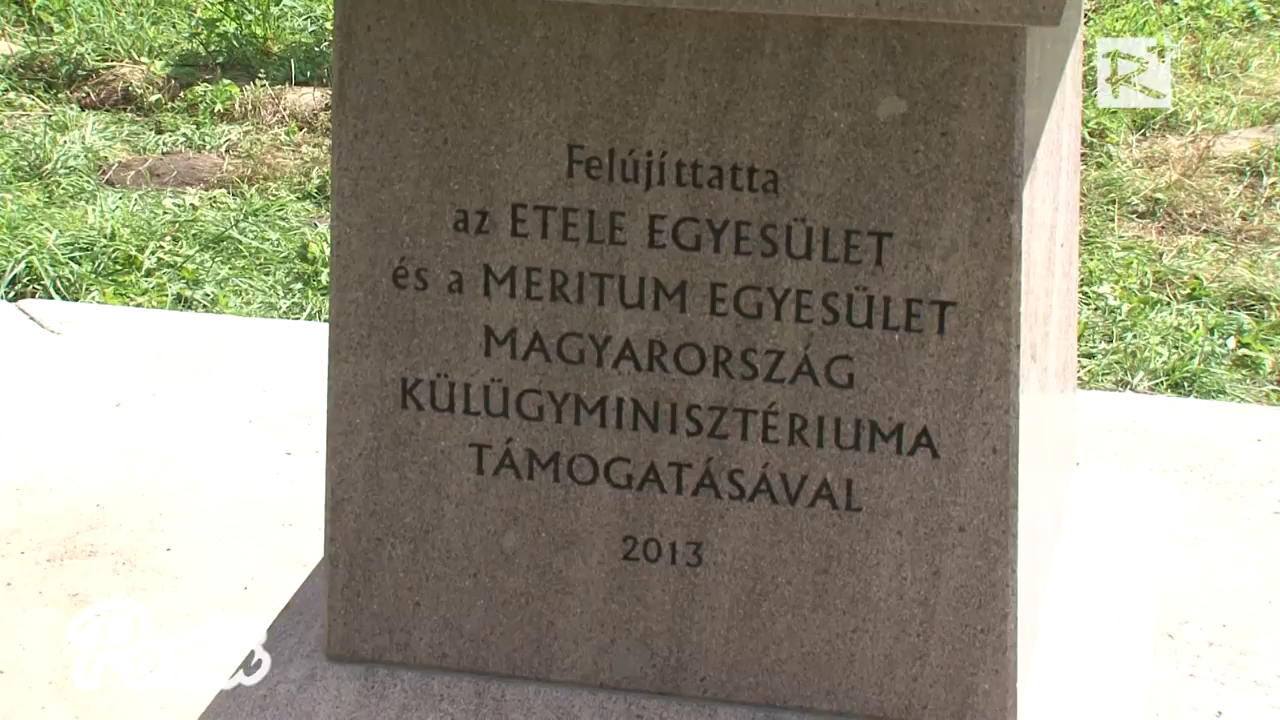 Felújíttatta
az ETELE EGYESÜLET
és a MERITUM EGYESÜLET
MAGYARORSZÁG
KÜLÜGYMINISZTÉRIUMA
TÁMOGATÁSÁVAL
2013